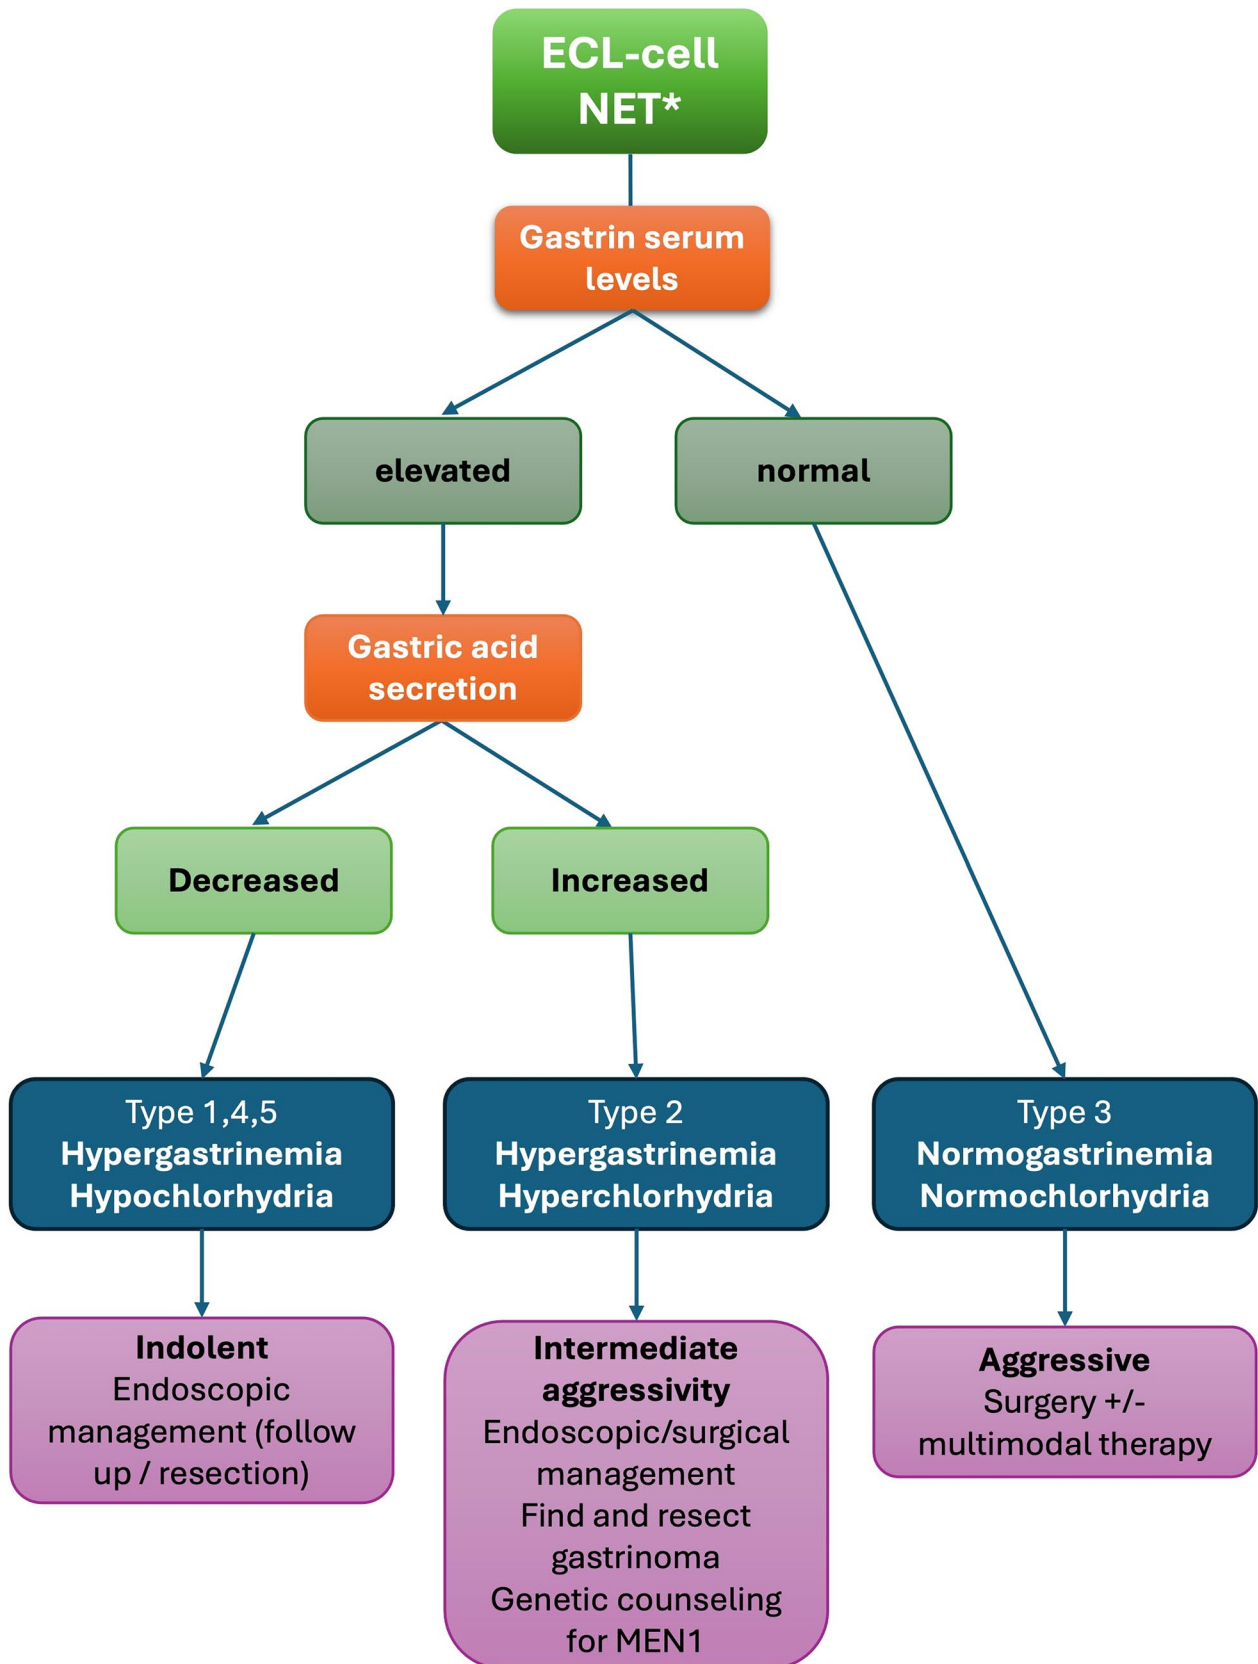 ECL-cell
NET*
Gastrin serum
levels
elevated
normal
Gastric acid
secretion
Decreased
Increased
Type 1,4,5
Hypergastrinemia
Hypochlorhydria
Type 2
Hypergastrinemia
Hyperchlorhydria
Type 3
Normogastrinemia
Normochlorhydria
Indolent
Endoscopic
management (follow
up / resection)
Intermediate
aggressivity
Endoscopic/surgical
management
Find and resect
gastrinoma
Genetic counseling
for MEN1
Aggressive
Surgery +/-
multimodal therapy